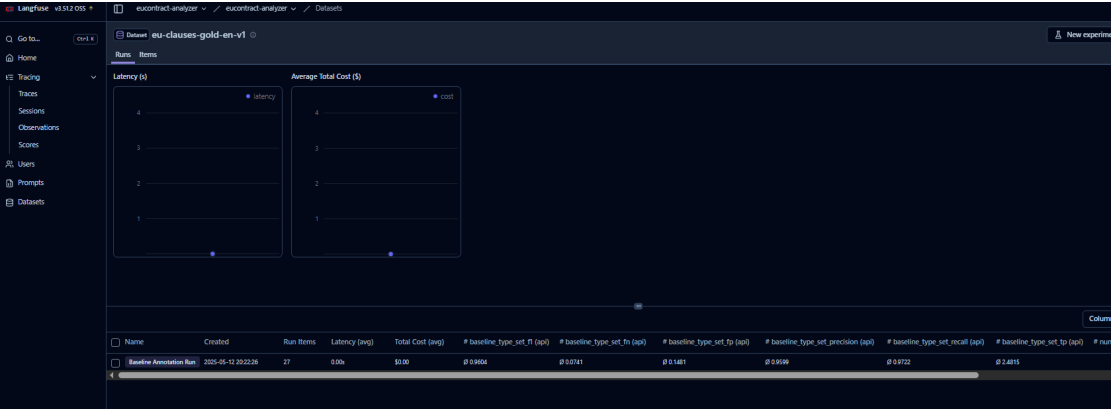 Langfuse v3.51.2 OSS
eucontract-analyzer / eucontract-analyzer / Datasets
Go to... Ctrl K
Home
Tracing
Traces
Sessions
Observations
Scores
Users
Prompts
Datasets
Dataset eu-clauses-gold-en-v1
New experime
Runs Items
Latency (s)
latency
4
3
2
1
Average Total Cost ($)
cost
4
3
2
1
Colum
Name Created Run Items Latency (avg) Total Cost (avg) # baseline_type_set_f1 (api) # baseline_type_set_fn (api) # baseline_type_set_fp (api) # baseline_type_set_precision (api) # baseline_type_set_recall (api) # baseline_type_set_tp (api) # num
Baseline Annotation Run 2025-05-12 20:22:26 27 0.00s $0.00 Ø 0.9604 Ø 0.0741 Ø 0.1481 Ø 0.9599 Ø 0.9722 Ø 2.4815